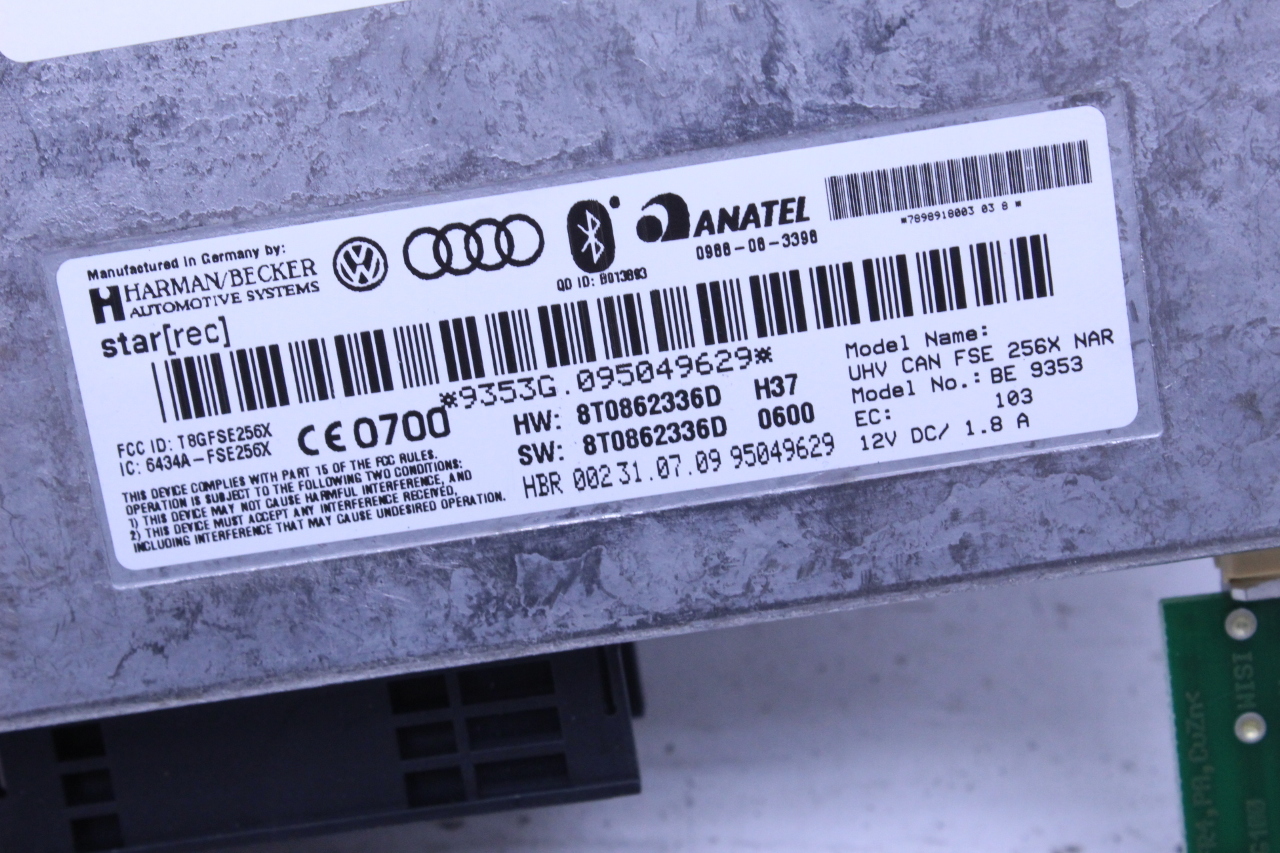 Manufactured in Germany by:
HARMAN/BECKER
AUTOMOTIVE SYSTEMS
star[rec]
QD ID: B013893
ANATEL
0988-08-3398
*7898918003 03 8 *
*9353G.095049629*
FCC ID: T8GFSE256X
IC: 6434A-FSE256X
CE 0700
HW: 8T0862336D H37
SW: 8T0862336D 0600
HBR 002 31.07.09 95049629
Model Name:
UHV CAN FSE 256X NAR
Model No.: BE 9353
EC: 103
12V DC/ 1.8 A
THIS DEVICE COMPLIES WITH PART 15 OF THE FCC RULES.
OPERATION IS SUBJECT TO THE FOLLOWING TWO CONDITIONS:
1) THIS DEVICE MAY NOT CAUSE HARMFUL INTERFERENCE, AND
2) THIS DEVICE MUST ACCEPT ANY INTERFERENCE RECEIVED,
INCLUDING INTERFERENCE THAT MAY CAUSE UNDESIRED OPERATION.
WISI